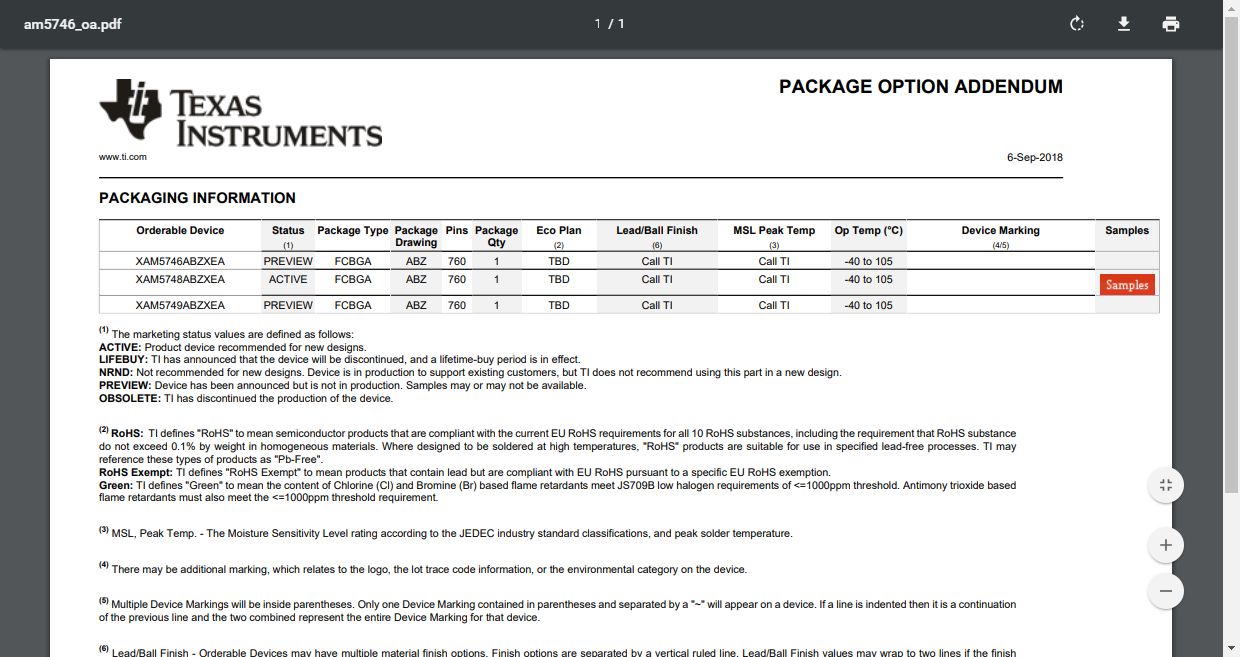 am5746_oa.pdf
1 / 1
TEXAS
INSTRUMENTS
PACKAGE OPTION ADDENDUM
www.ti.com
6-Sep-2018
PACKAGING INFORMATION
Orderable Device Status Package Type Package Pins Package Eco Plan Lead/Ball Finish MSL Peak Temp Op Temp (°C) Device Marking Samples
(1) Drawing Qty (2) (6) (3) (4/5)
XAM5746ABZXEA PREVIEW FCBGA ABZ 760 1 TBD Call TI Call TI -40 to 105
XAM5748ABZXEA ACTIVE FCBGA ABZ 760 1 TBD Call TI Call TI -40 to 105 Samples
XAM5749ABZXEA PREVIEW FCBGA ABZ 760 1 TBD Call TI Call TI -40 to 105
(1) The marketing status values are defined as follows:
ACTIVE: Product device recommended for new designs.
LIFEBUY: TI has announced that the device will be discontinued, and a lifetime-buy period is in effect.
NRND: Not recommended for new designs. Device is in production to support existing customers, but TI does not recommend using this part in a new design.
PREVIEW: Device has been announced but is not in production. Samples may or may not be available.
OBSOLETE: TI has discontinued the production of the device.
(2) RoHS: TI defines "RoHS" to mean semiconductor products that are compliant with the current EU RoHS requirements for all 10 RoHS substances, including the requirement that RoHS substance
do not exceed 0.1% by weight in homogeneous materials. Where designed to be soldered at high temperatures, "RoHS" products are suitable for use in specified lead-free processes. TI may
reference these types of products as "Pb-Free".
RoHS Exempt: TI defines "RoHS Exempt" to mean products that contain lead but are compliant with EU RoHS pursuant to a specific EU RoHS exemption.
Green: TI defines "Green" to mean the content of Chlorine (Cl) and Bromine (Br) based flame retardants meet JS709B low halogen requirements of <=1000ppm threshold. Antimony trioxide based
flame retardants must also meet the <=1000ppm threshold requirement.
(3) MSL, Peak Temp. - The Moisture Sensitivity Level rating according to the JEDEC industry standard classifications, and peak solder temperature.
(4) There may be additional marking, which relates to the logo, the lot trace code information, or the environmental category on the device.
(5) Multiple Device Markings will be inside parentheses. Only one Device Marking contained in parentheses and separated by a "~" will appear on a device. If a line is indented then it is a continuation
of the previous line and the two combined represent the entire Device Marking for that device.
(6) Lead/Ball Finish - Orderable Devices may have multiple material finish options. Finish options are separated by a vertical ruled line. Lead/Ball Finish values may wrap to two lines if the finish